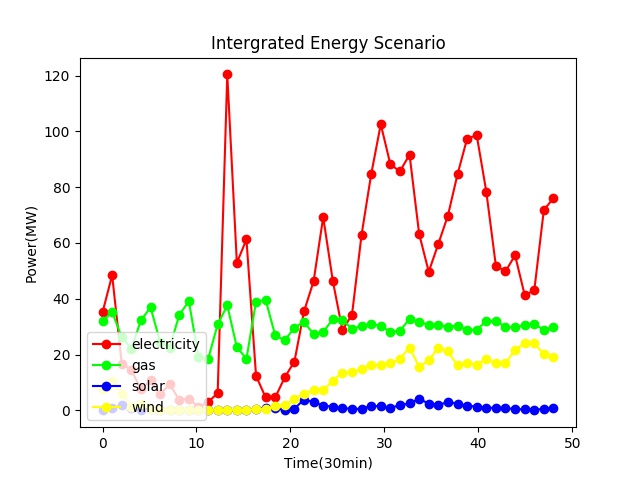 Intergrated Energy Scenario
Power(MW)
120
100
80
60
40
20
0
electricity
gas
solar
wind
0 10 20 30 40 50
Time(30min)